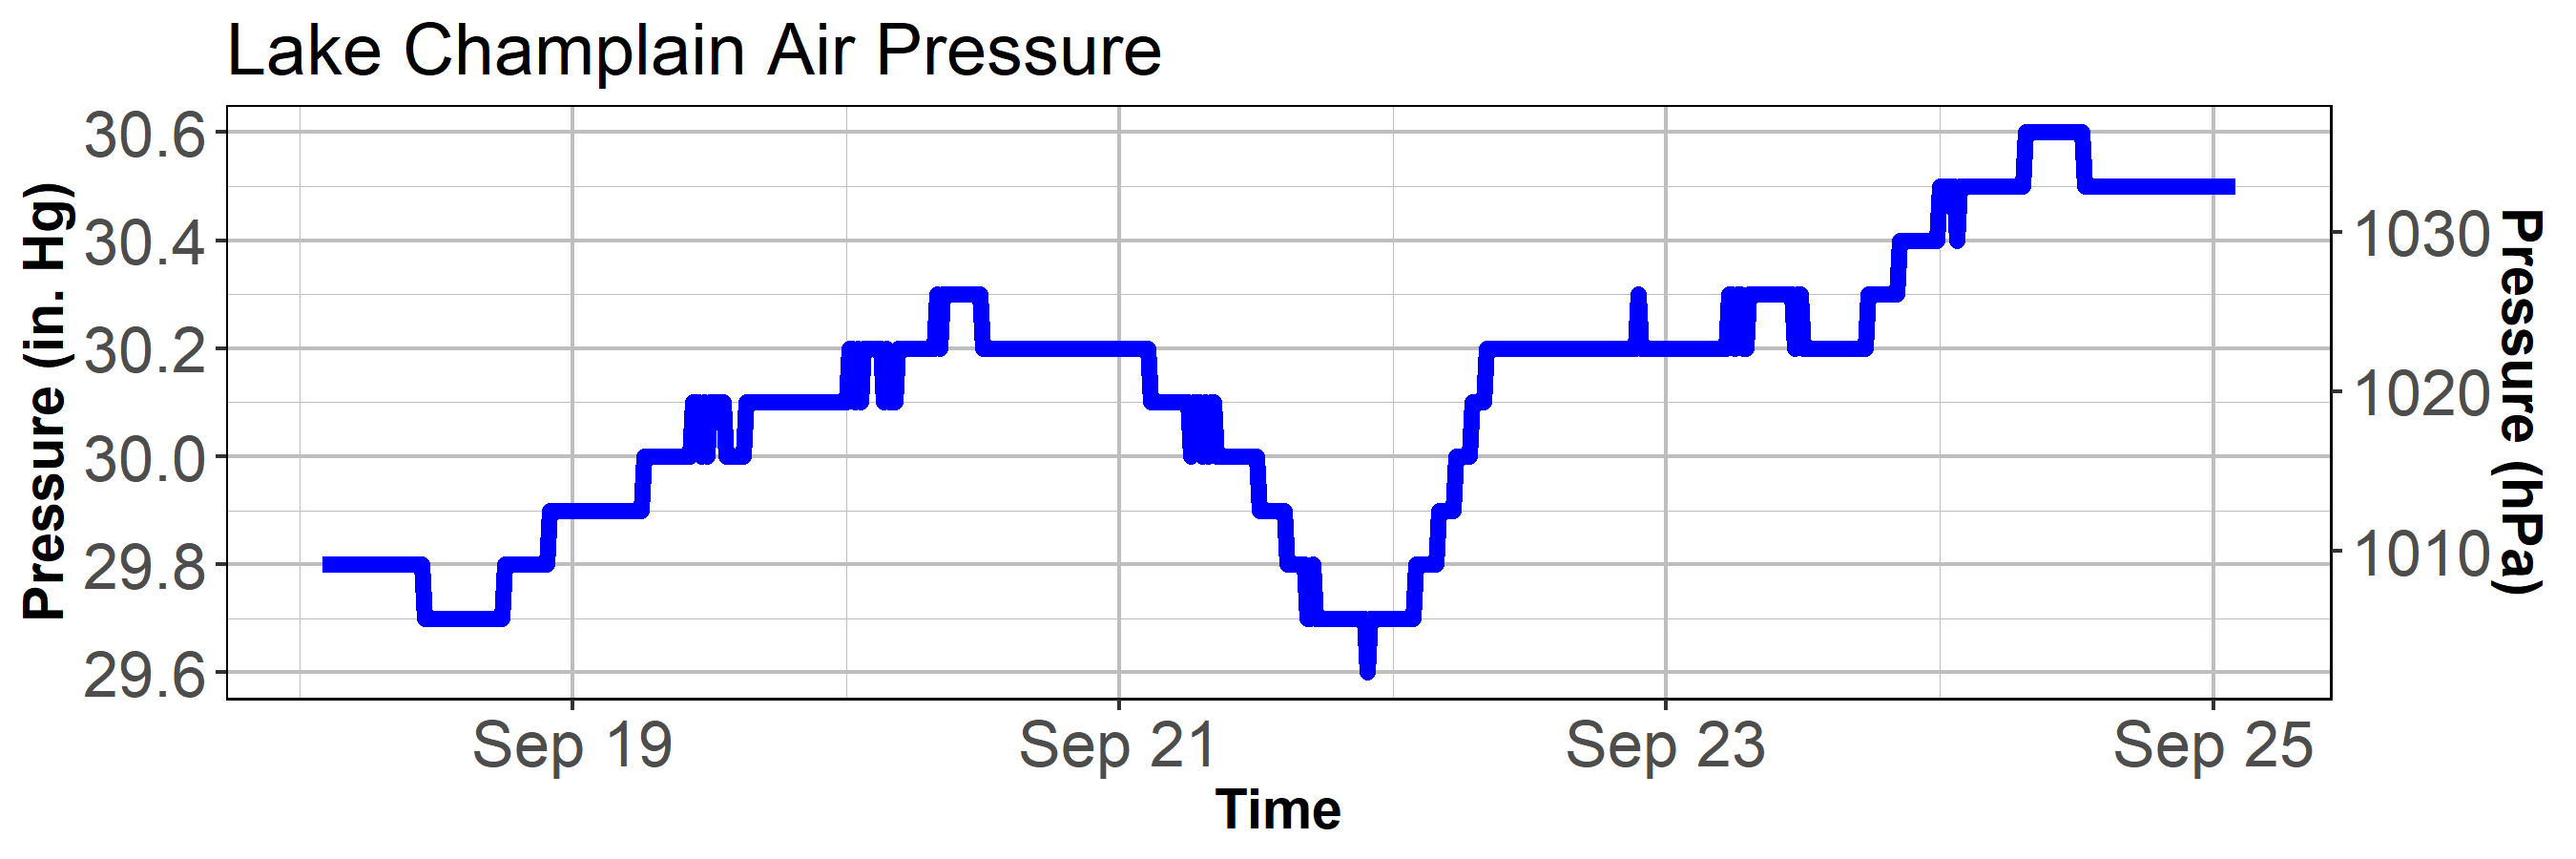 Lake Champlain Air Pressure
Pressure (in. Hg)
30.6
30.4
30.2
30.0
29.8
29.6
1030
1020
1010
Pressure (hPa)
Sep 19 Sep 21 Sep 23 Sep 25
Time